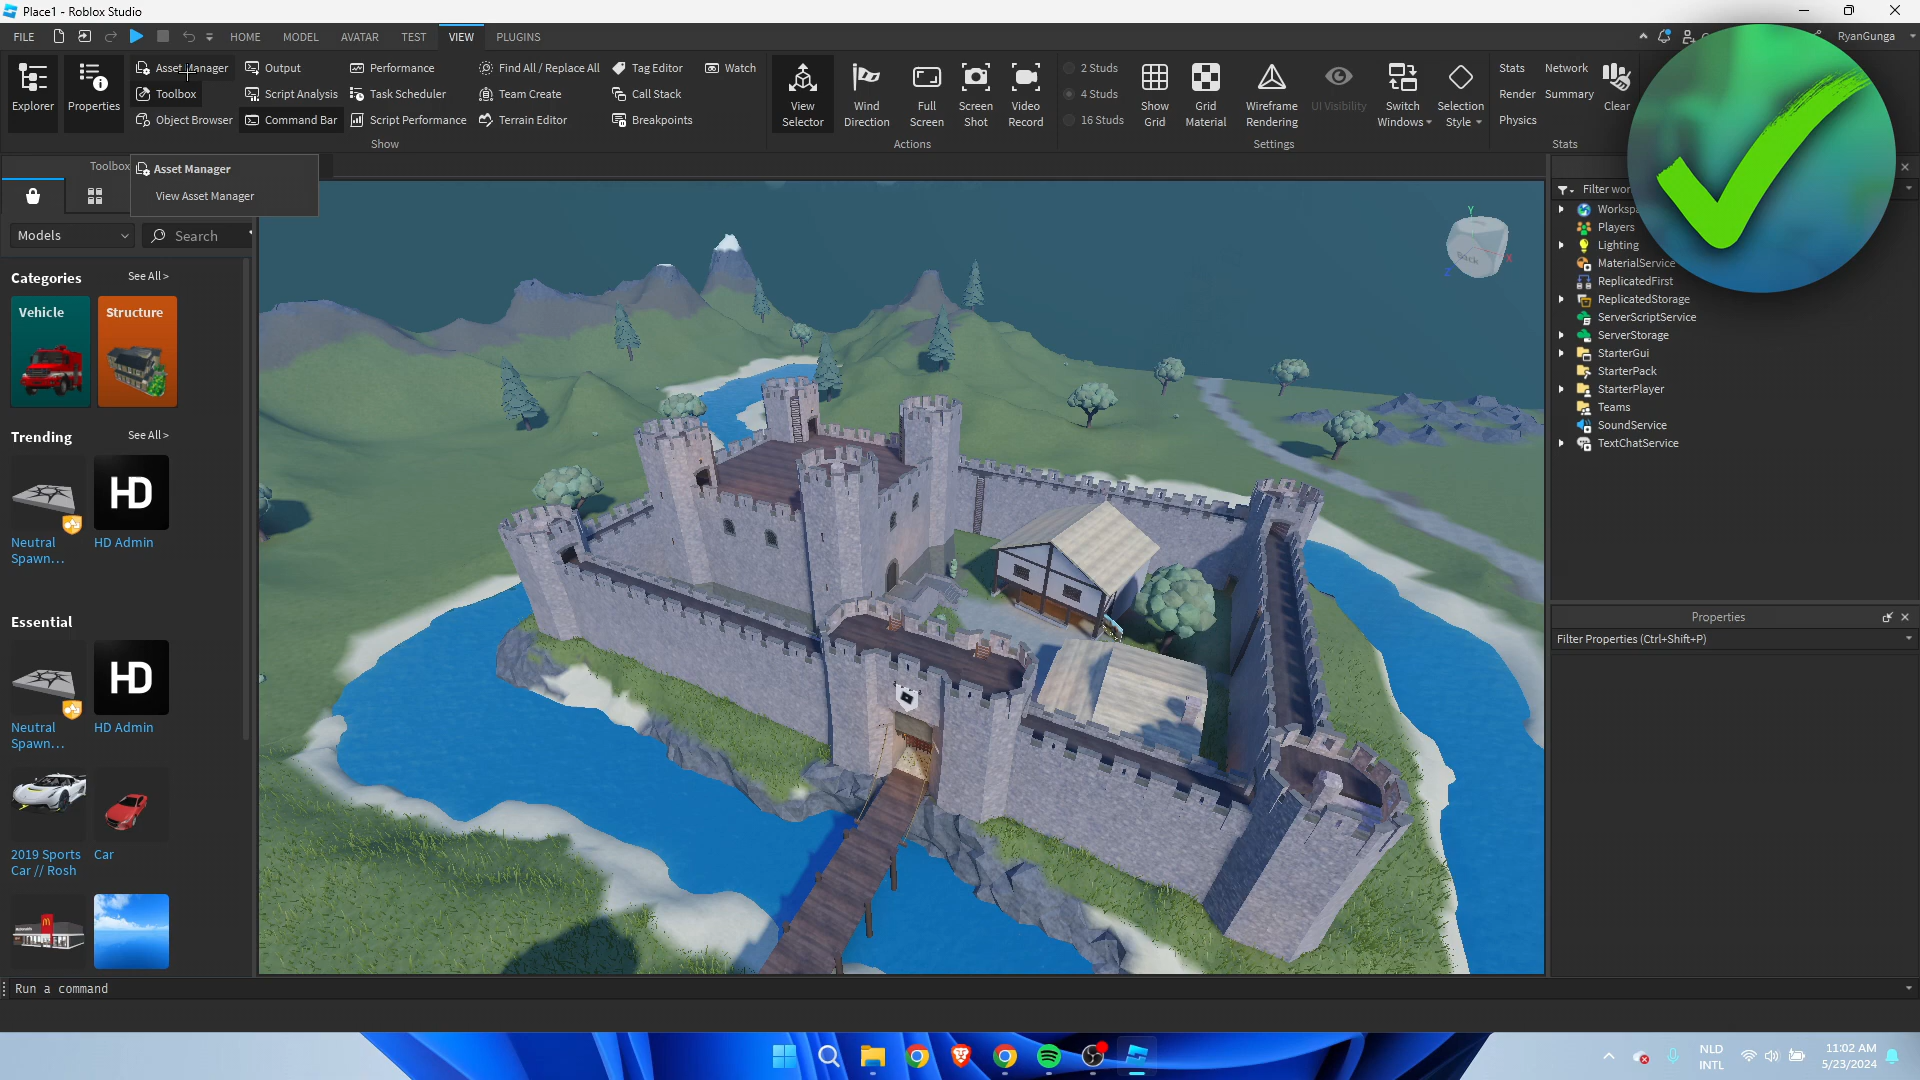 Place1 - Roblox Studio
FILE HOME MODEL AVATAR TEST VIEW PLUGINS RyanGunga
Explorer
Properties
Asset Manager
Toolbox
Object Browser
Output
Script Analysis
Command Bar
Performance
Task Scheduler
Script Performance
Find All / Replace All
Team Create
Terrain Editor
Tag Editor
Call Stack
Breakpoints
Watch
Show
View Selector
Wind Direction
Full Screen
Screen Shot
Video Record
Actions
2 Studs
4 Studs
16 Studs
Show Grid
Grid Material
Wireframe Rendering
UI Visibility
Switch Windows
Selection Style
Settings
Stats
Render
Physics
Network
Summary
Clear
Stats
Toolbox
Asset Manager
View Asset Manager
Models
Search
Categories See All >
Vehicle
Structure
Trending See All >
HD
Neutral Spawn...
HD Admin
Essential
HD
Neutral Spawn...
HD Admin
2019 Sports Car // Rosh
Car
Back
Y
Z
X
Filter wor
Workspa
Players
Lighting
MaterialService
ReplicatedFirst
ReplicatedStorage
ServerScriptService
ServerStorage
StarterGui
StarterPack
StarterPlayer
Teams
SoundService
TextChatService
Properties
Filter Properties (Ctrl+Shift+P)
Run a command
NLD
INTL
11:02 AM
5/23/2024